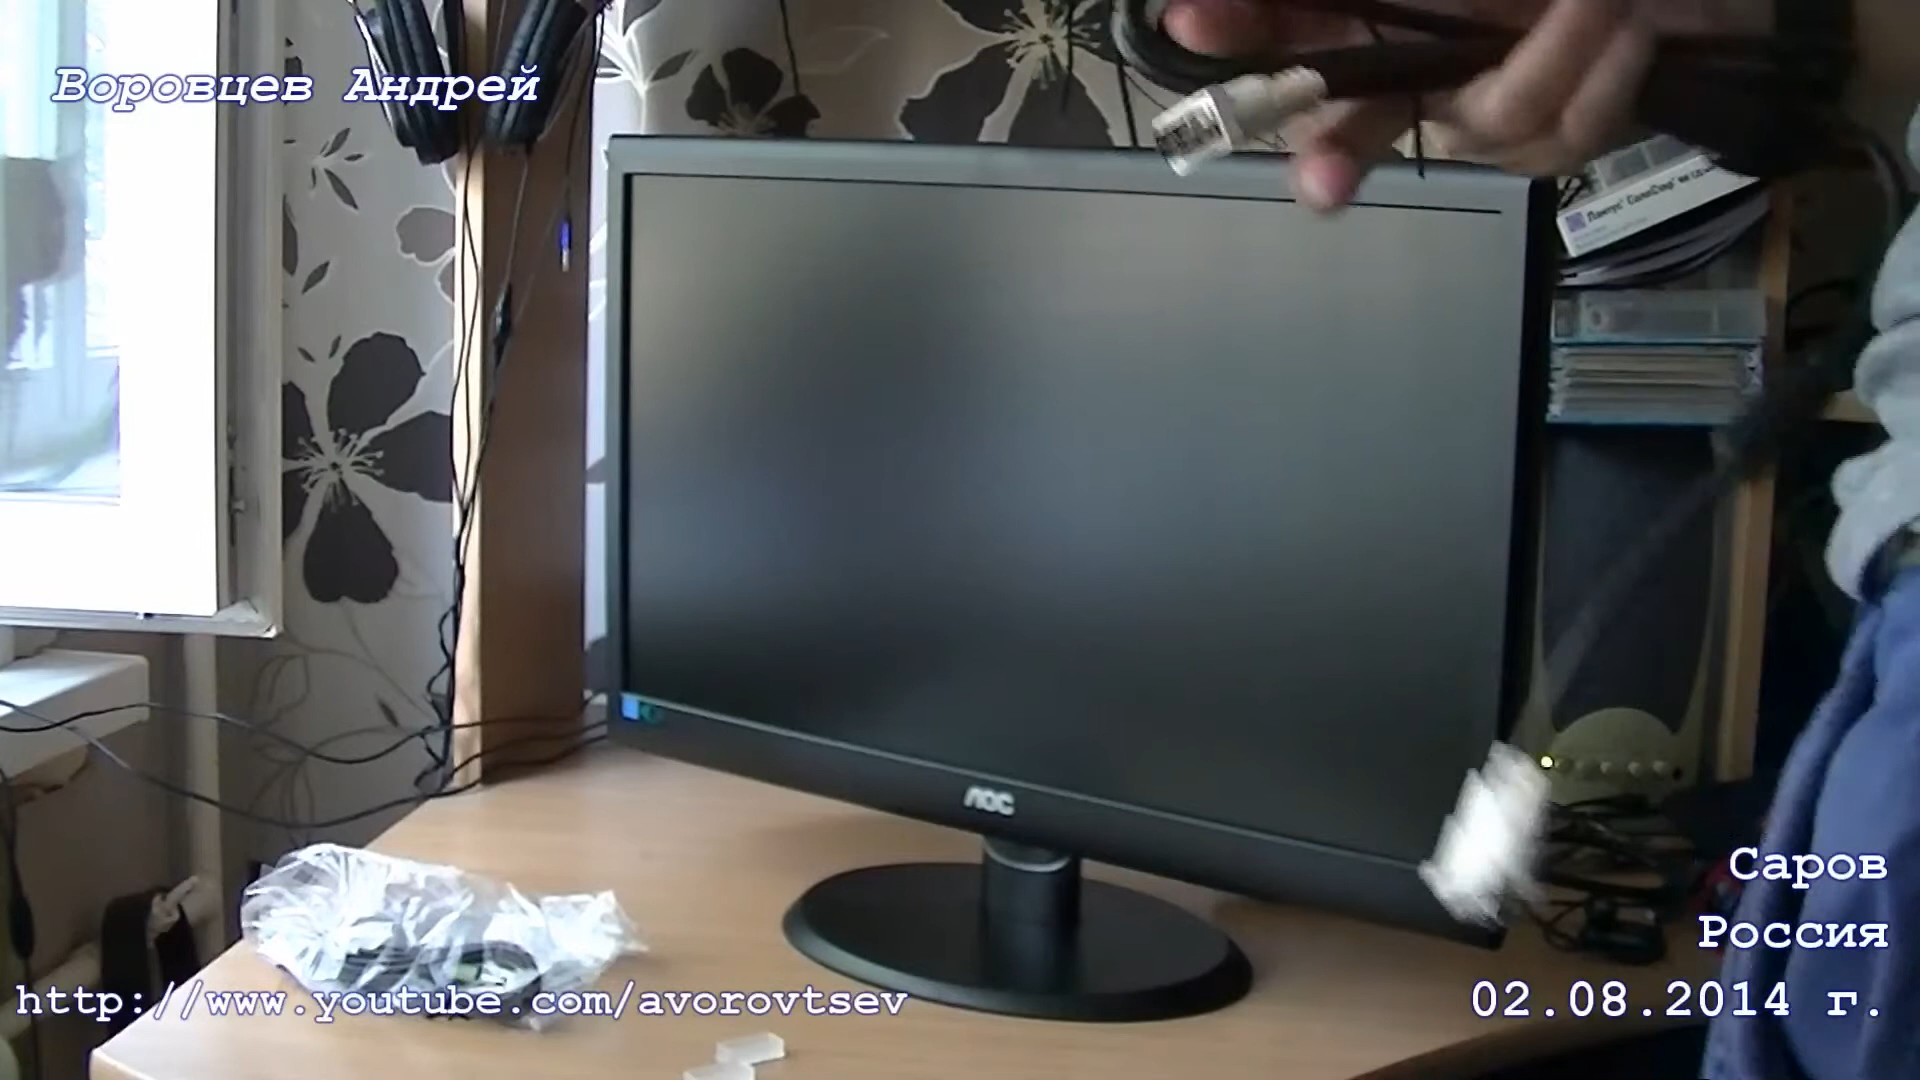 Воровцев Андрей
AOC
Саров
Россия
http://www.youtube.com/avorovtsev
02.08.2014 г.